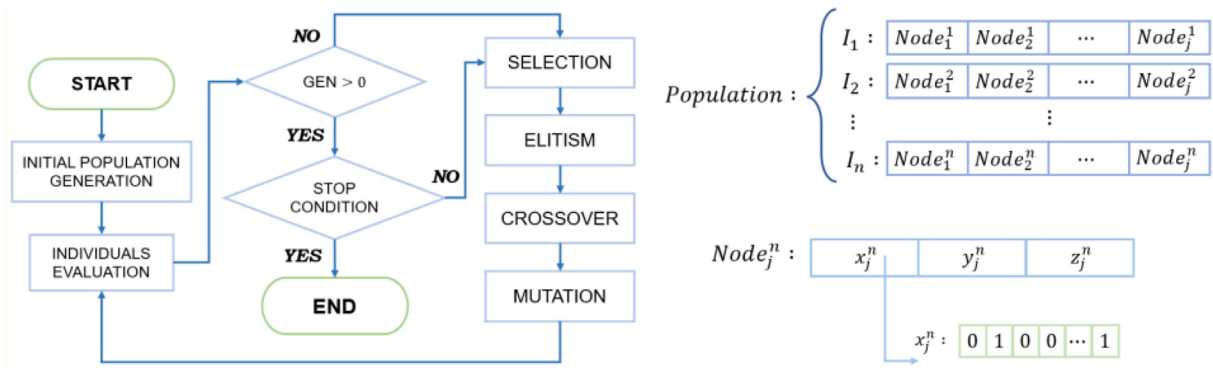 START
INITIAL POPULATION
GENERATION
INDIVIDUALS
EVALUATION
NO
GEN > 0
YES
STOP
CONDITION
NO
YES
END
SELECTION
ELITISM
CROSSOVER
MUTATION
Population :
I₁ : Node₁¹ Node₂¹ ⋯ Nodeⱼ¹
I₂ : Node₁² Node₂² ⋯ Nodeⱼ²
⋮ ⋮
Iₙ : Node₁ⁿ Node₂ⁿ ⋯ Nodeⱼⁿ
Nodeⱼⁿ : xⱼⁿ yⱼⁿ zⱼⁿ
xⱼⁿ : 0 1 0 0 ⋯ 1